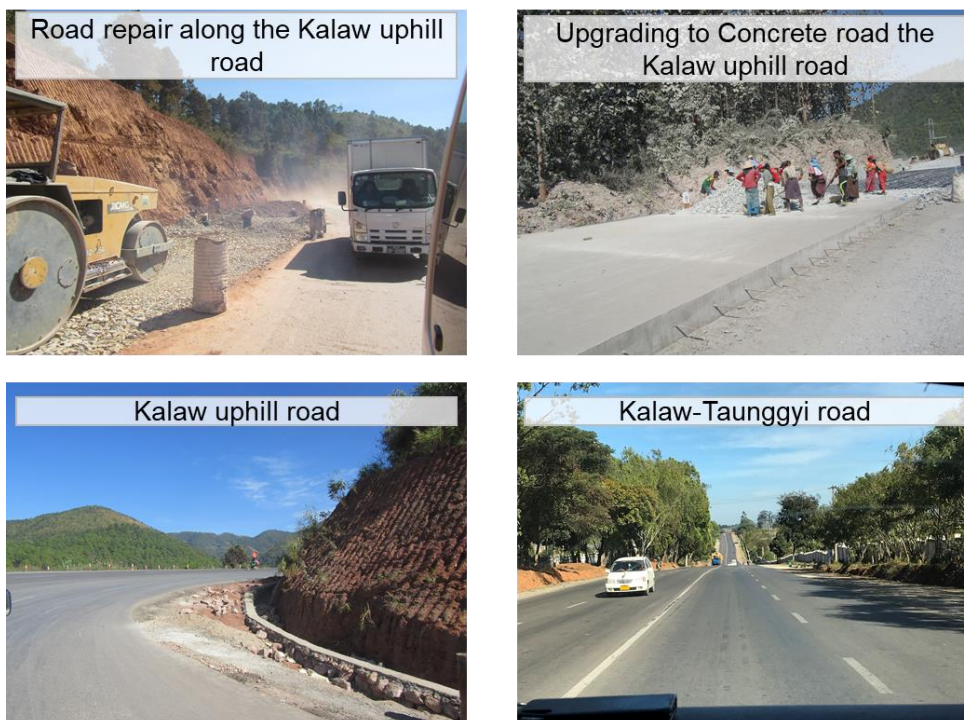 Road repair along the Kalaw uphill
road
Upgrading to Concrete road the
Kalaw uphill road
Kalaw uphill road
Kalaw-Taunggyi road